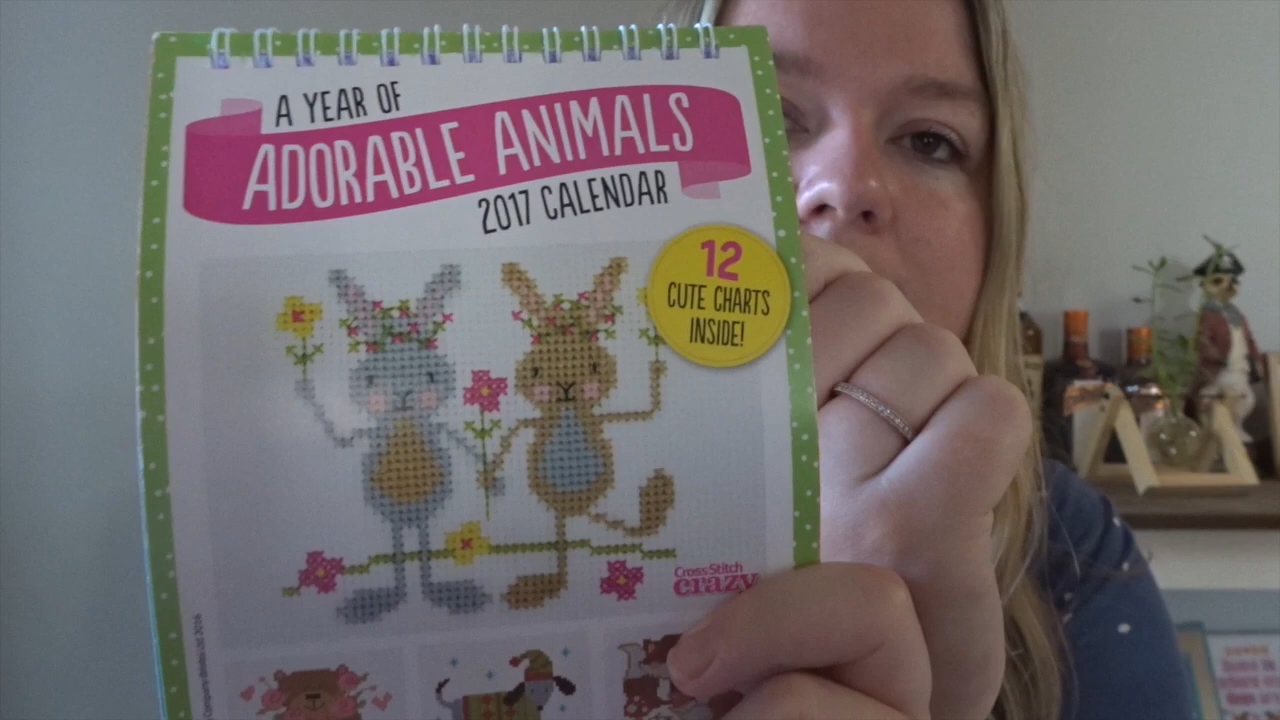 A YEAR OF
ADORABLE ANIMALS
2017 CALENDAR
12
CUTE CHARTS
INSIDE!
CrossStitch
crazy